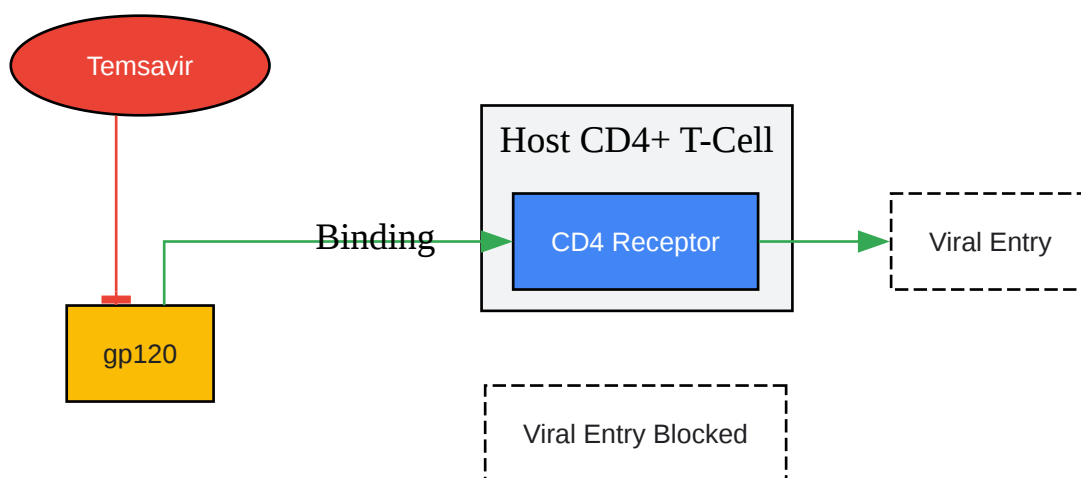 Temsavir
Host CD4+ T-Cell
Binding
CD4 Receptor
Viral Entry
gp120
Viral Entry Blocked